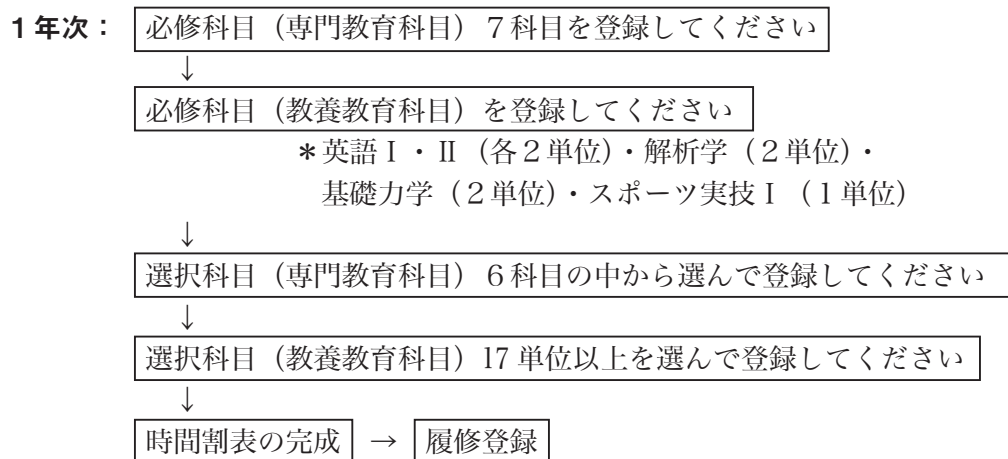 1年次： 必修科目（専門教育科目）７科目を登録してください
↓
必修科目（教養教育科目）を登録してください
＊英語Ⅰ・Ⅱ（各２単位）・解析学（２単位）・
基礎力学（２単位）・スポーツ実技Ⅰ（１単位）
↓
選択科目（専門教育科目）６科目の中から選んで登録してください
↓
選択科目（教養教育科目）17単位以上を選んで登録してください
↓
時間割表の完成 → 履修登録